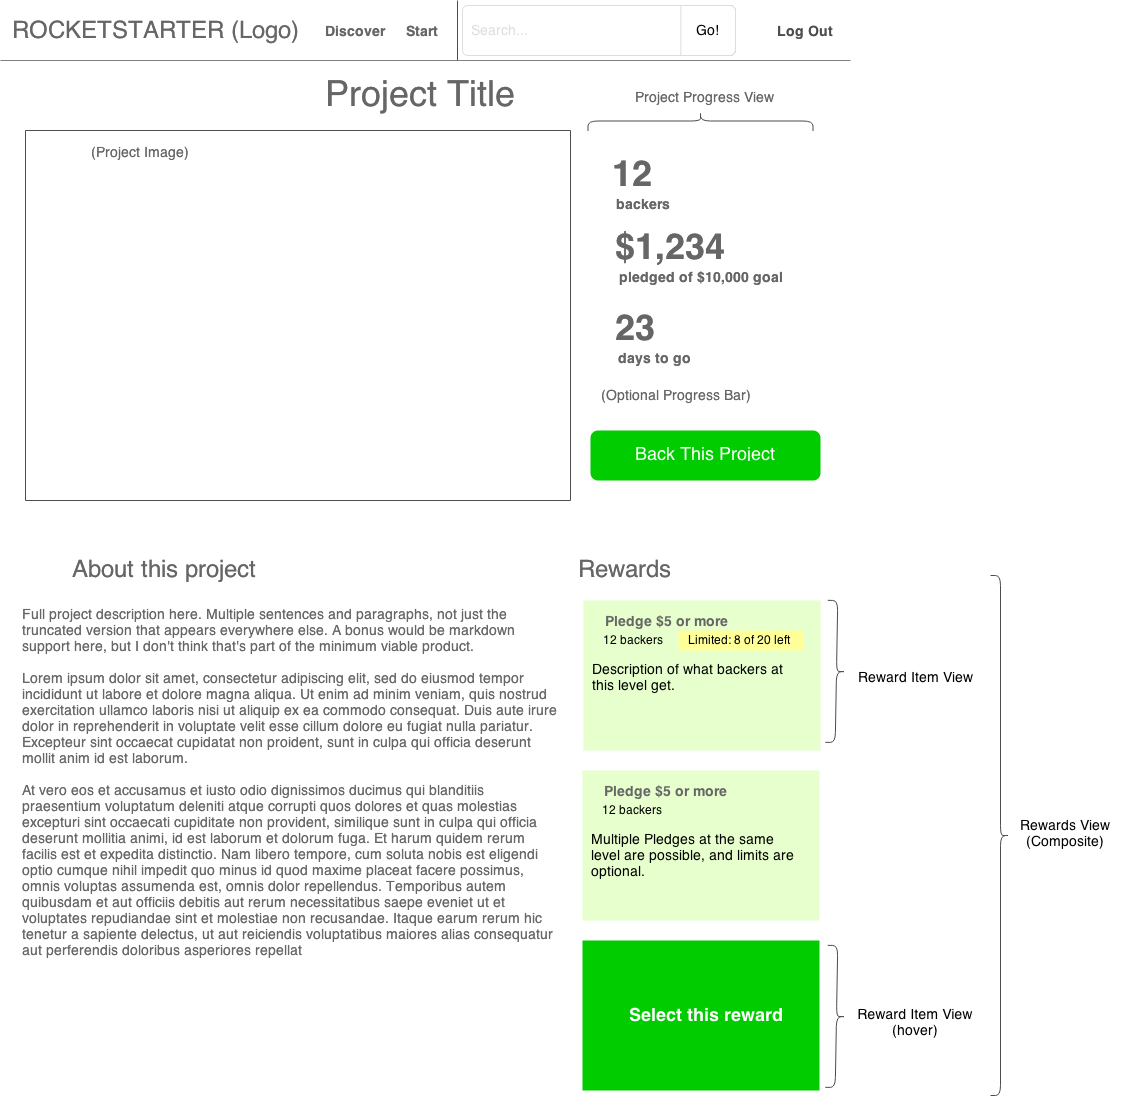 ROCKETSTARTER (Logo)
Discover
Start
Search...
Go!
Log Out
Project Title
Project Progress View
(Project Image)
12
backers
$1,234
pledged of $10,000 goal
23
days to go
(Optional Progress Bar)
Back This Project
About this project
Full project description here. Multiple sentences and paragraphs, not just the
truncated version that appears everywhere else. A bonus would be markdown
support here, but I don't think that's part of the minimum viable product.
Lorem ipsum dolor sit amet, consectetur adipiscing elit, sed do eiusmod tempor
incididunt ut labore et dolore magna aliqua. Ut enim ad minim veniam, quis nostrud
exercitation ullamco laboris nisi ut aliquip ex ea commodo consequat. Duis aute irure
dolor in reprehenderit in voluptate velit esse cillum dolore eu fugiat nulla pariatur.
Excepteur sint occaecat cupidatat non proident, sunt in culpa qui officia deserunt
mollit anim id est laborum.
At vero eos et accusamus et iusto odio dignissimos ducimus qui blanditiis
praesentium voluptatum deleniti atque corrupti quos dolores et quas molestias
excepturi sint occaecati cupiditate non provident, similique sunt in culpa qui officia
deserunt mollitia animi, id est laborum et dolorum fuga. Et harum quidem rerum
facilis est et expedita distinctio. Nam libero tempore, cum soluta nobis est eligendi
optio cumque nihil impedit quo minus id quod maxime placeat facere possimus,
omnis voluptas assumenda est, omnis dolor repellendus. Temporibus autem
quibusdam et aut officiis debitis aut rerum necessitatibus saepe eveniet ut et
voluptates repudiandae sint et molestiae non recusandae. Itaque earum rerum hic
tenetur a sapiente delectus, ut aut reiciendis voluptatibus maiores alias consequatur
aut perferendis doloribus asperiores repellat
Rewards
Pledge $5 or more
12 backers
Limited: 8 of 20 left
Description of what backers at
this level get.
Reward Item View
Pledge $5 or more
12 backers
Multiple Pledges at the same
level are possible, and limits are
optional.
Rewards View
(Composite)
Select this reward
Reward Item View
(hover)